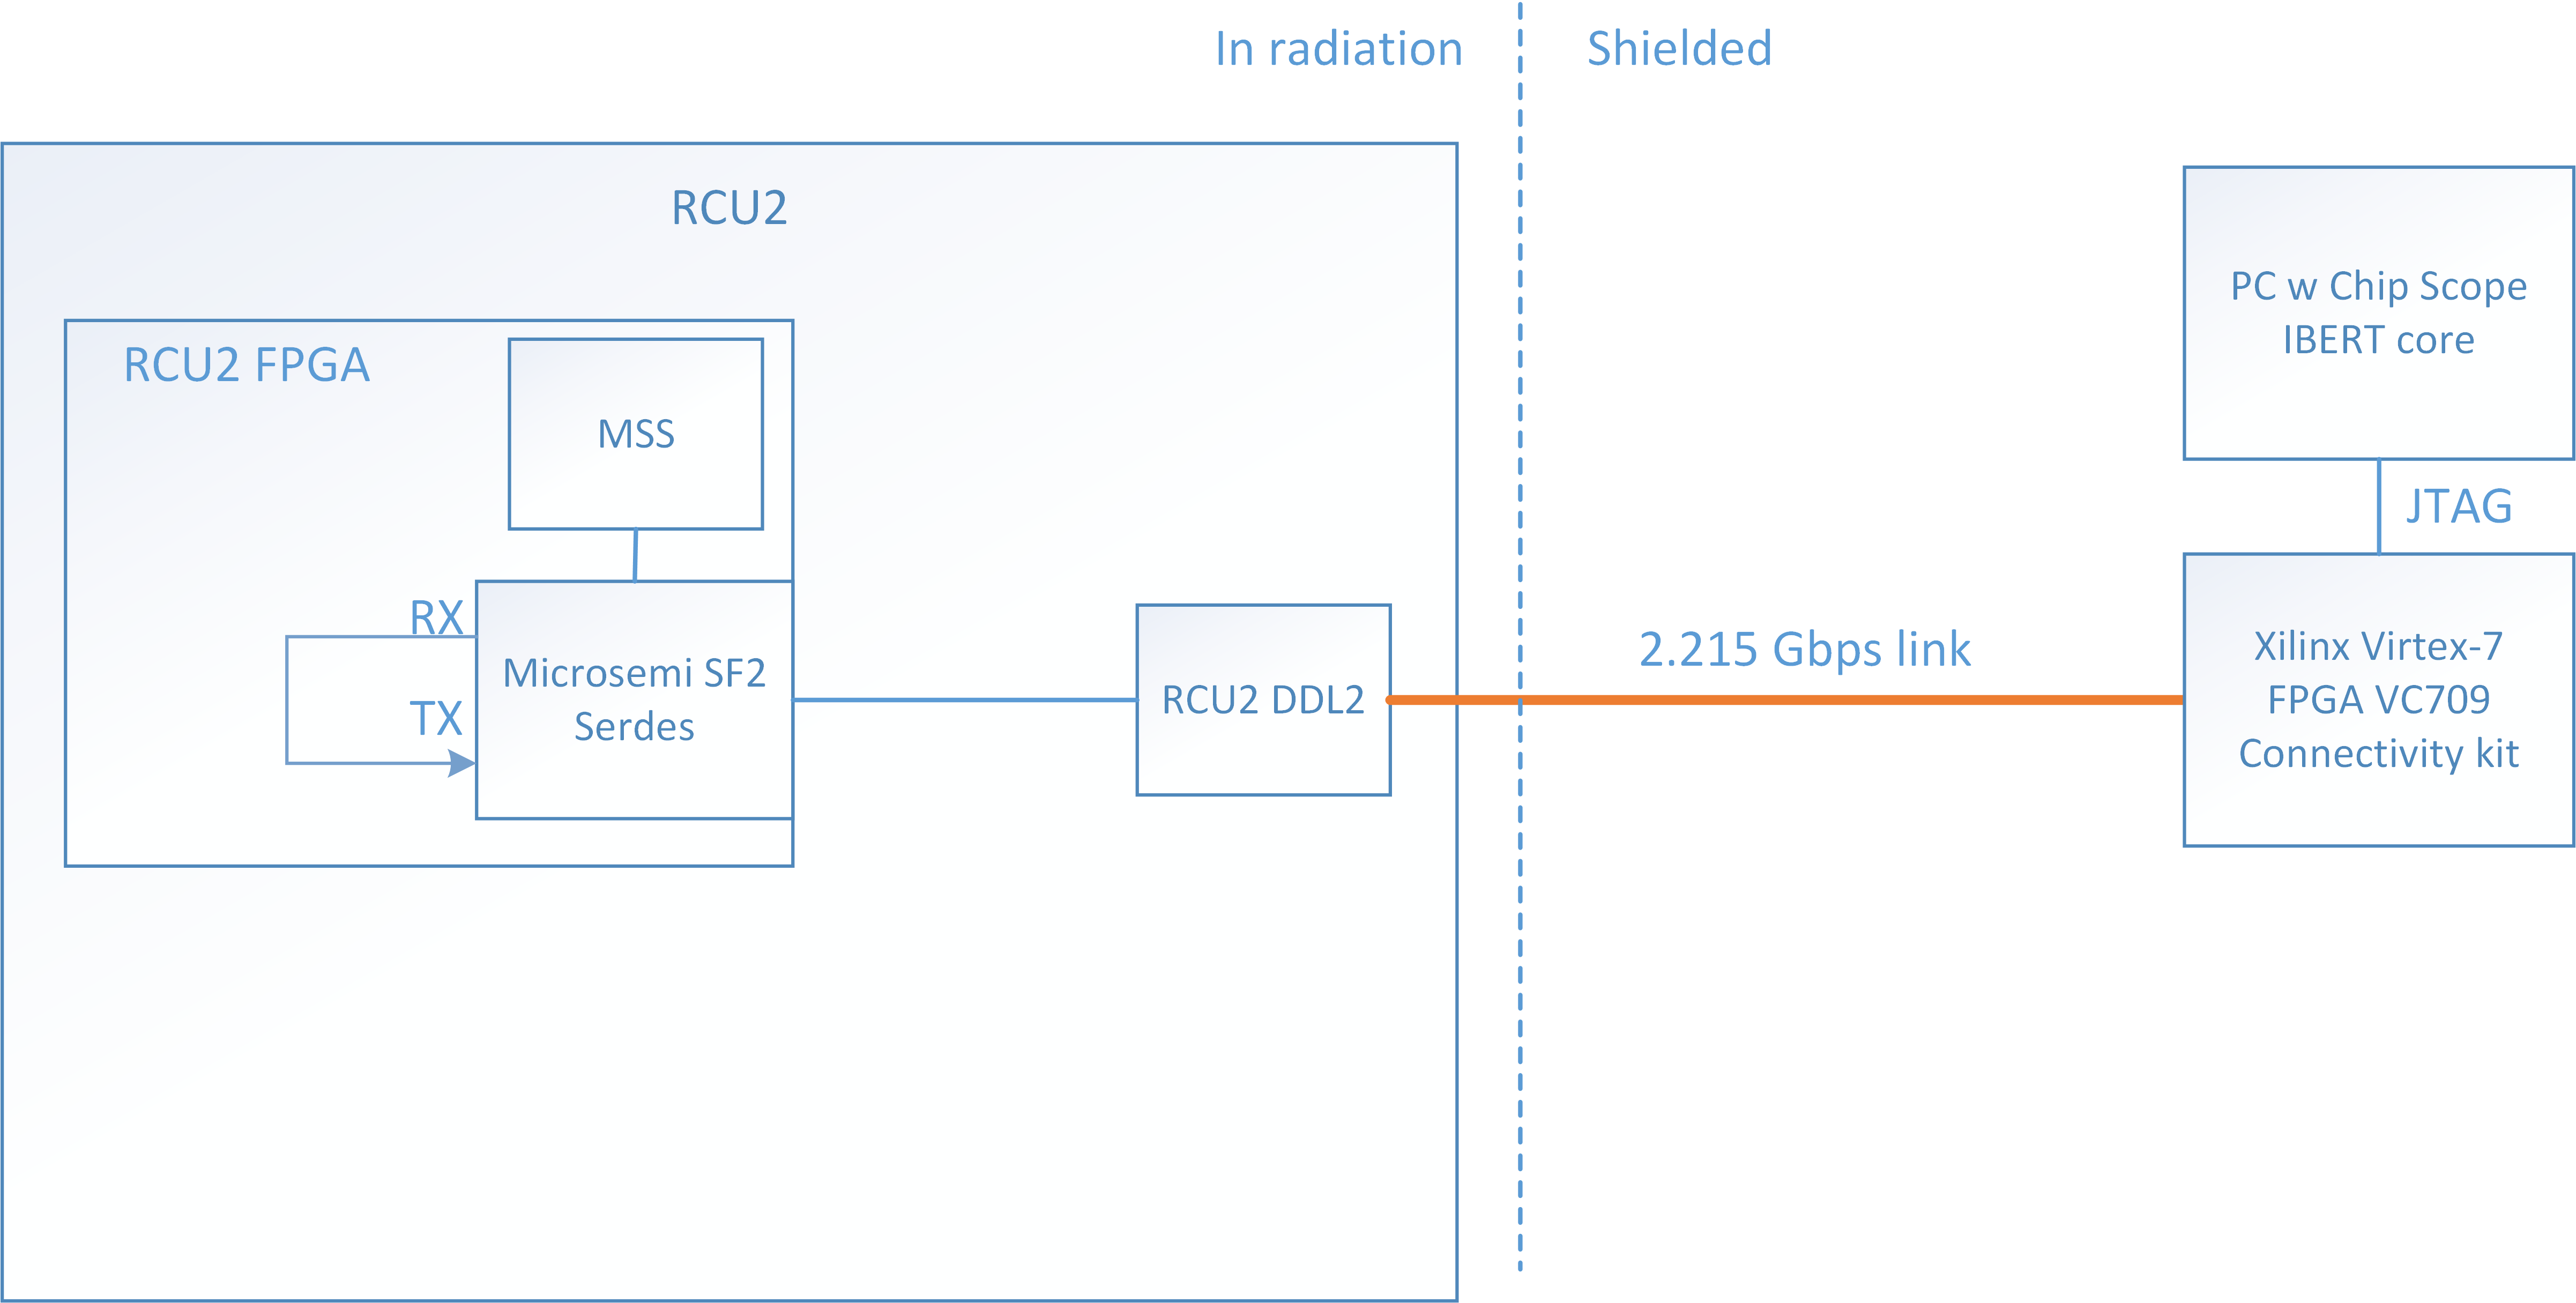 In radiation
Shielded
RCU2
RCU2 FPGA
MSS
RX
TX
Microsemi SF2
Serdes
RCU2 DDL2
2.215 Gbps link
PC w Chip Scope
IBERT core
JTAG
Xilinx Virtex-7
FPGA VC709
Connectivity kit